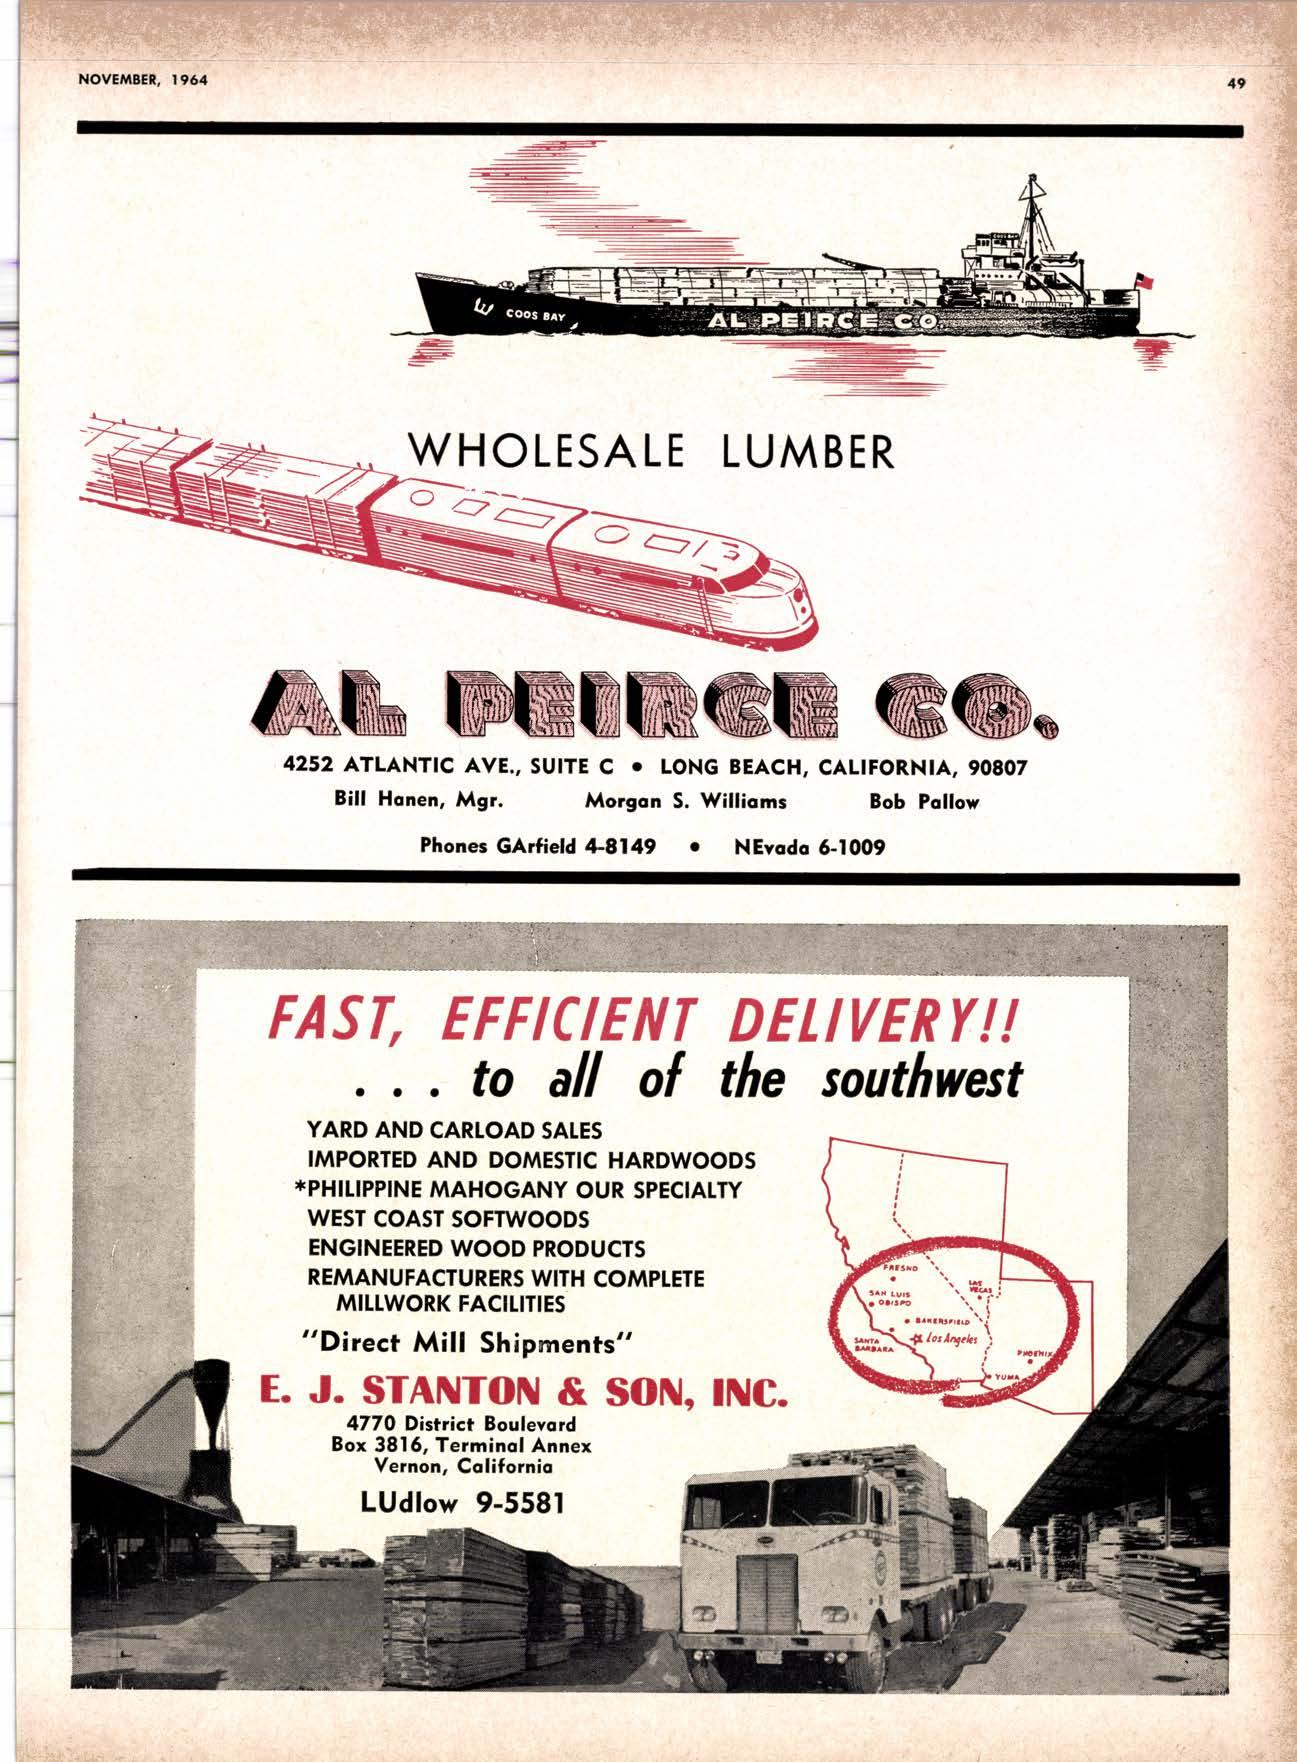 NOVEMBER, 1964
49
COOS BAY
COOS BAY
AL PEIRCE CO.
WHOLESALE LUMBER
AL PEIRCE CO.
4252 ATLANTIC AVE., SUITE C • LONG BEACH, CALIFORNIA, 90807
Bill Hanen, Mgr. Morgan S. Williams Bob Pallow
Phones GArfield 4-8149 • NEvada 6-1009
FAST, EFFICIENT DELIVERY!!
. . . to all of the southwest
YARD AND CARLOAD SALES
IMPORTED AND DOMESTIC HARDWOODS
*PHILIPPINE MAHOGANY OUR SPECIALTY
WEST COAST SOFTWOODS
ENGINEERED WOOD PRODUCTS
REMANUFACTURERS WITH COMPLETE
MILLWORK FACILITIES
"Direct Mill Shipments"
E. J. STANTON & SON, INC.
4770 District Boulevard
Box 3816, Terminal Annex
Vernon, California
LUdlow 9-5581
FRESNO
LAS
VEGAS
SAN LUIS
OBISPO
BAKERSFIELD
SANTA
BARBARA
Los Angeles
PHOENIX
YUMA